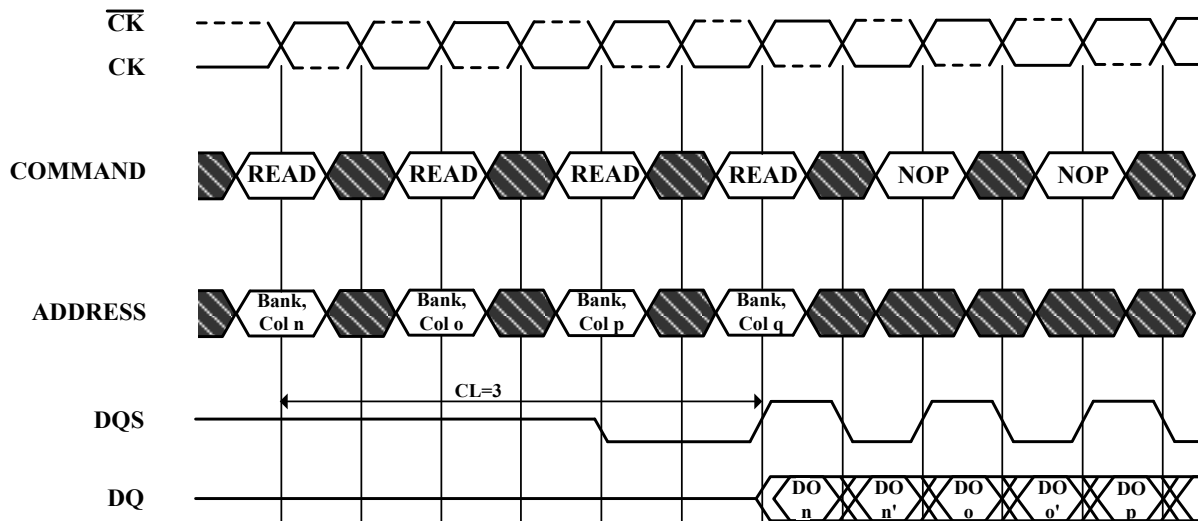 CK
CK
COMMAND
READ
READ
READ
READ
NOP
NOP
ADDRESS
Bank,
Col n
Bank,
Col o
Bank,
Col p
Bank,
Col q
CL=3
DQS
DQ
DO
n
DO
n'
DO
o
DO
o'
DO
p